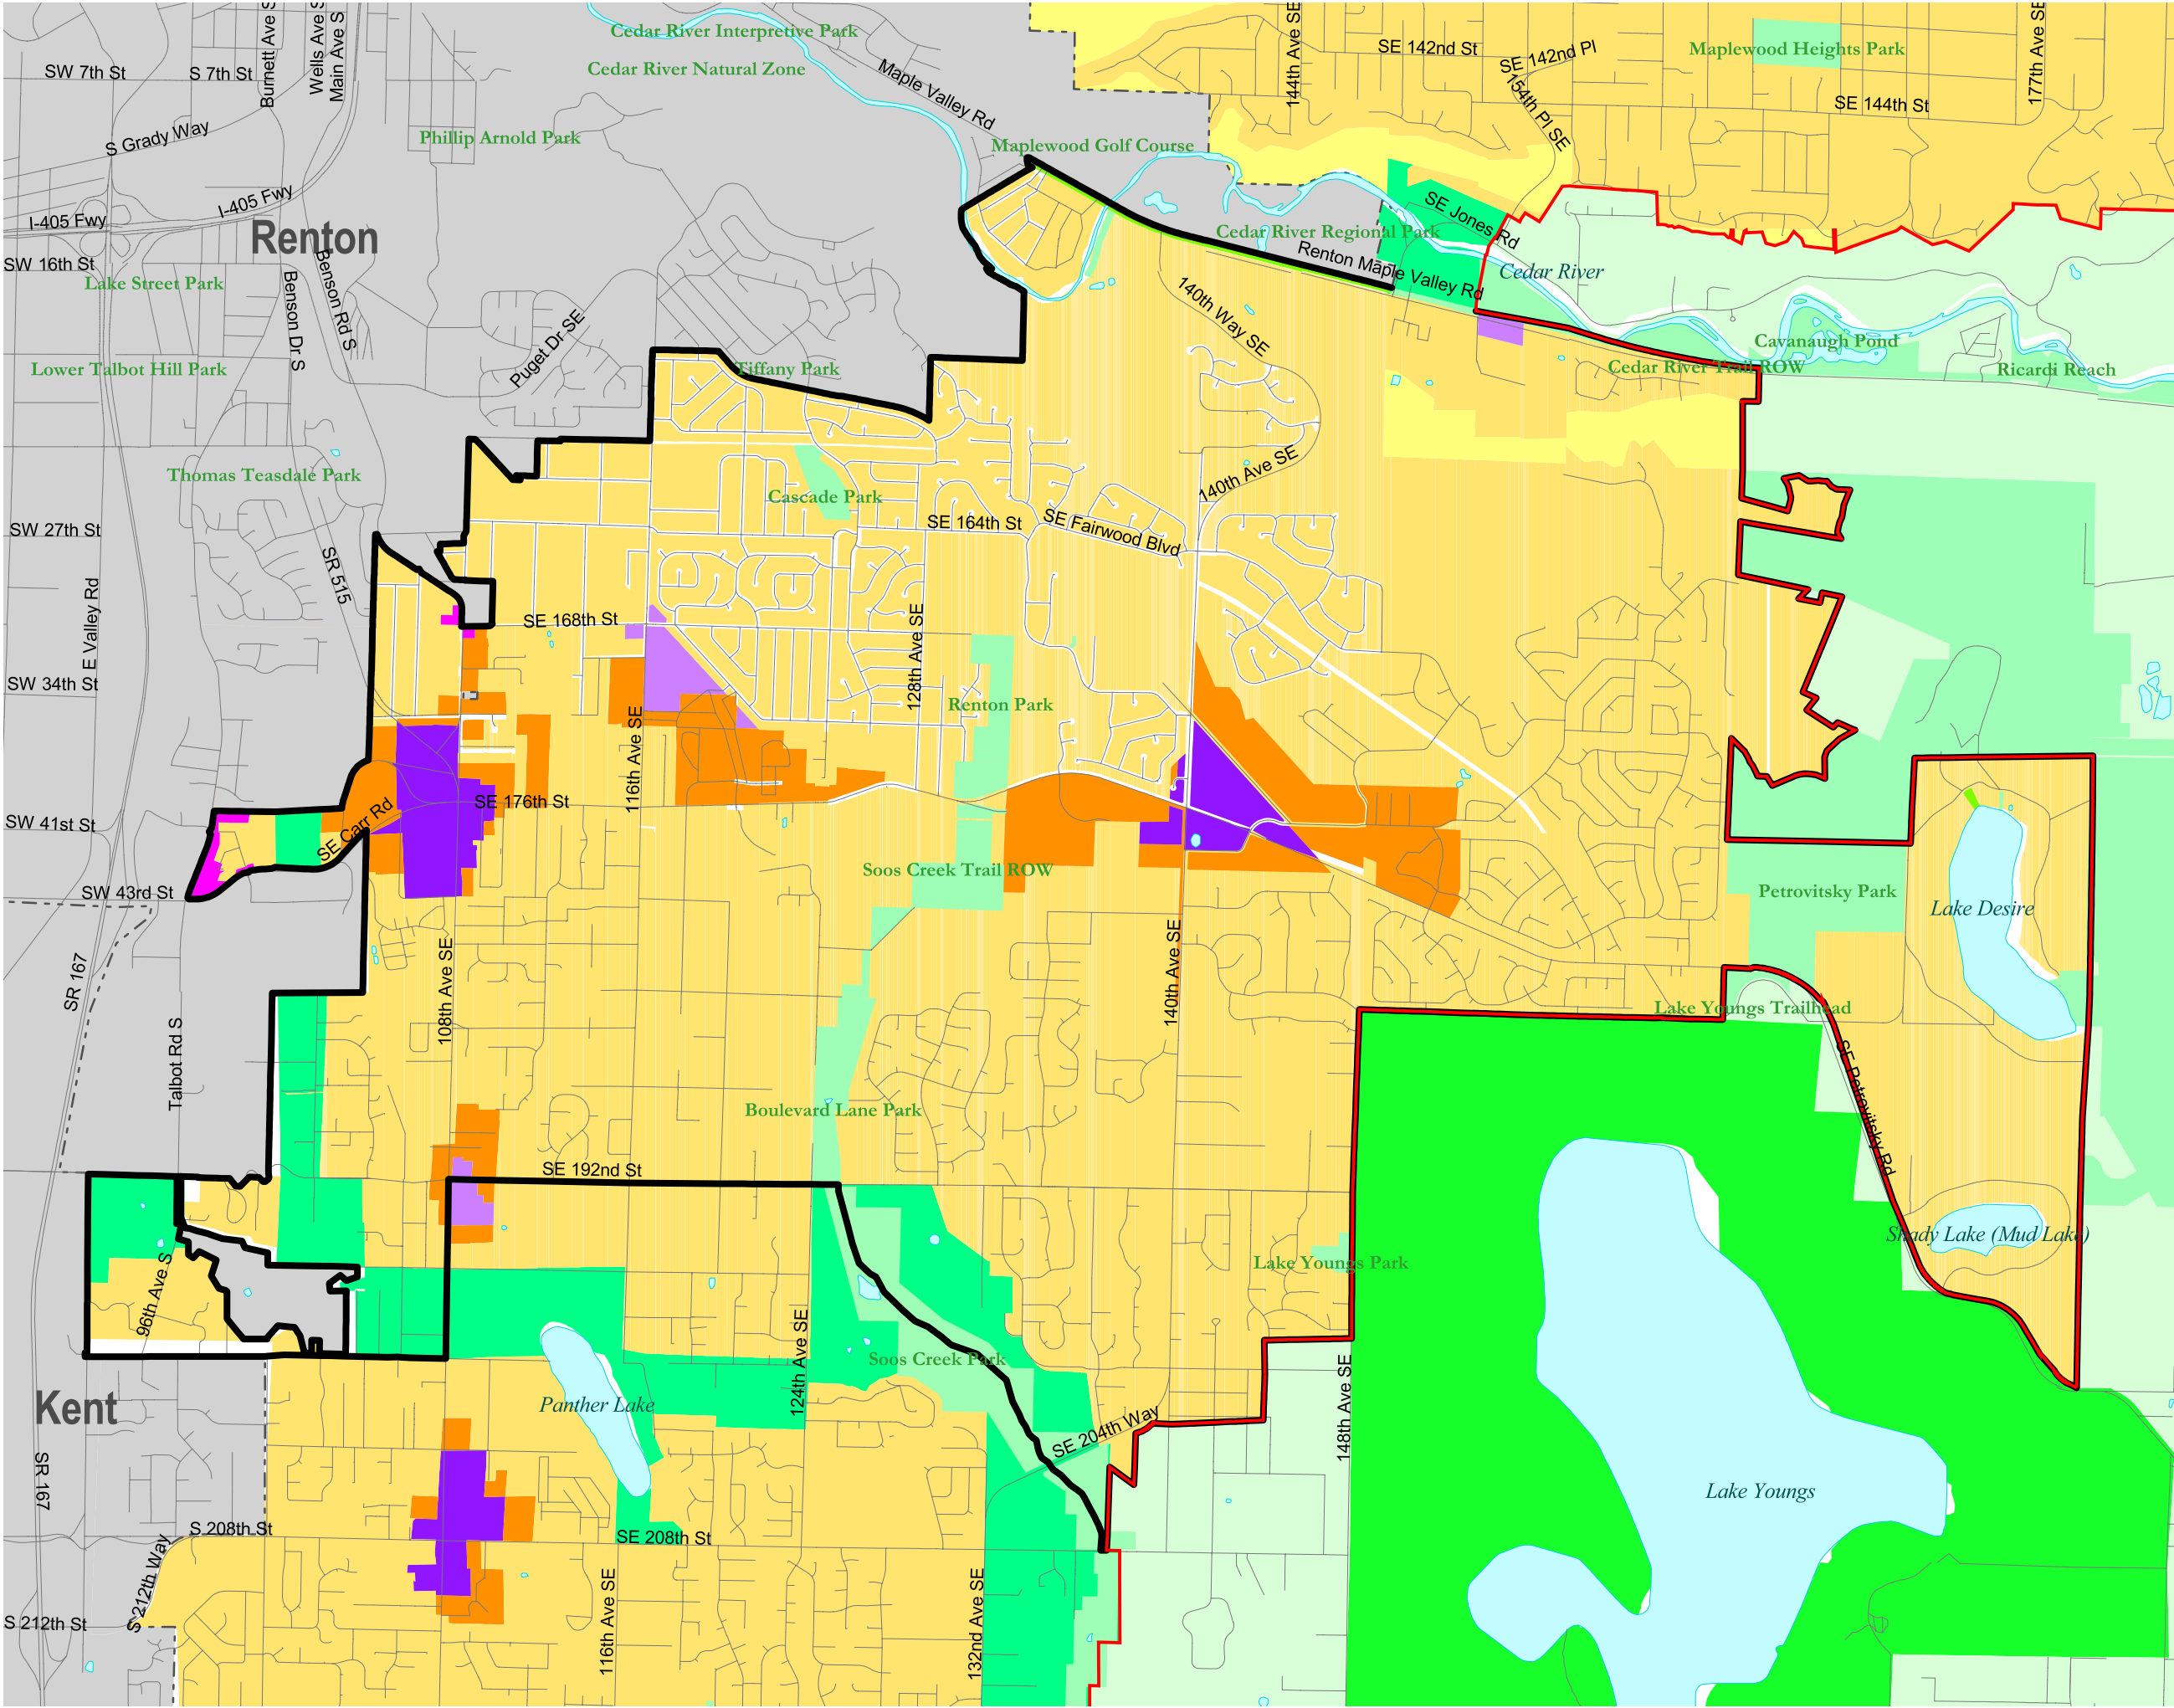 Burnett Ave S
Wells Ave S
Main Ave S
Cedar River Interpretive Park
144th Ave SE
SE 142nd St
SE 142nd Pl
Maplewood Heights Park
177th Ave SE
SW 7th St
S 7th St
Cedar River Natural Zone
Maple Valley Rd
154th Pl SE
SE 144th St
S Grady Way
Phillip Arnold Park
Maplewood Golf Course
I-405 Fwy
I-405 Fwy
Renton
SE Jones Rd
Cedar River Regional Park
Renton Maple Valley Rd
Cedar River
SW 16th St
Lake Street Park
Benson Dr S
Benson Rd S
140th Way SE
Puget Dr SE
Lower Talbot Hill Park
Tiffany Park
Cavanaugh Pond
Cedar River Trail ROW
Ricardi Reach
Thomas Teasdale Park
Cascade Park
140th Ave SE
SW 27th St
SE 164th St
SE Fairwood Blvd
SR 515
E Valley Rd
SE 168th St
128th Ave SE
SW 34th St
Renton Park
116th Ave SE
SE 176th St
SW 41st St
SE Carr Rd
Soos Creek Trail ROW
SW 43rd St
Petrovitsky Park
Lake Desire
SR 167
108th Ave SE
140th Ave SE
Lake Youngs Trailhead
Talbot Rd S
SE Petrovitsky Rd
Boulevard Lane Park
SE 192nd St
96th Ave S
Lake Youngs Park
Shady Lake (Mud Lake)
124th Ave SE
Soos Creek Park
Kent
Panther Lake
SE 204th Way
148th Ave SE
SR 167
Lake Youngs
S 208th St
SE 208th St
S 212th Way
116th Ave SE
132nd Ave SE
S 212th St